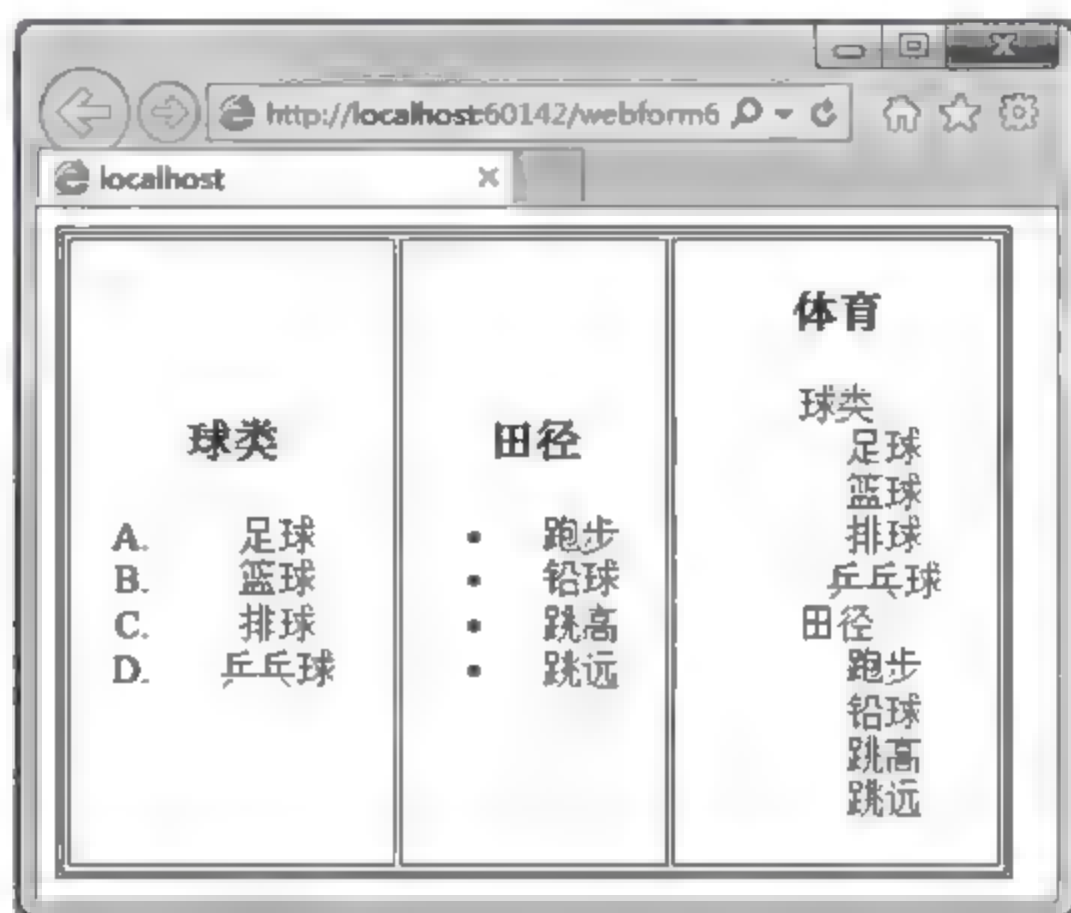 http://localhost:60142/webform6
localhost
球类
A. 足球
B. 篮球
C. 排球
D. 乒乓球
田径
• 跑步
• 铅球
• 跳高
• 跳远
体育
球类
足球
篮球
排球
乒乓球
田径
跑步
铅球
跳高
跳远